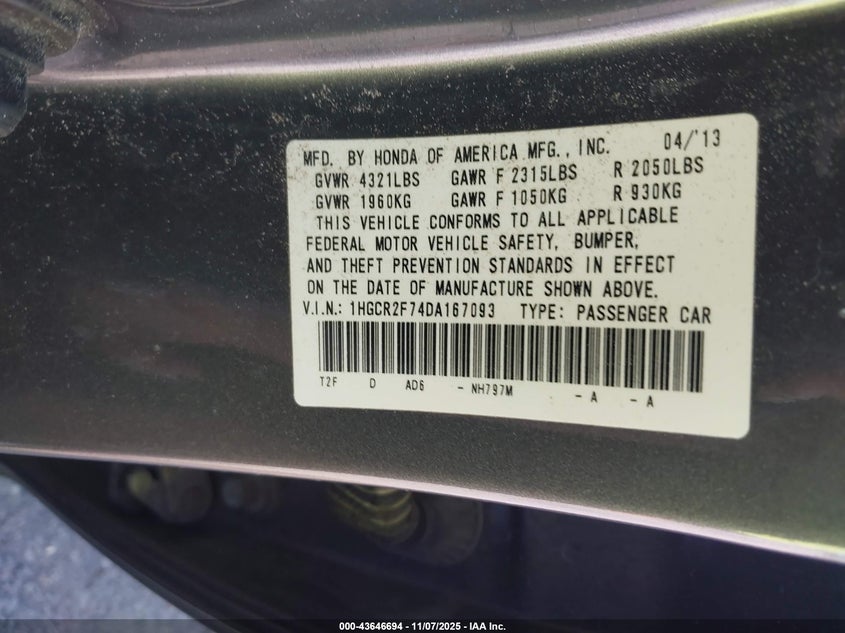 MFD. BY HONDA OF AMERICA MFG., INC. 04/'13
GVWR 4321LBS GAWR F 2315LBS R 2050LBS
GVWR 1960KG GAWR F 1050KG R 930KG
THIS VEHICLE CONFORMS TO ALL APPLICABLE
FEDERAL MOTOR VEHICLE SAFETY, BUMPER,
AND THEFT PREVENTION STANDARDS IN EFFECT
ON THE DATE OF MANUFACTURE SHOWN ABOVE.
V.I.N.: 1HGCR2F74DA167093 TYPE: PASSENGER CAR
T2F D AD6 - NH797M - A - A
000-43646694 - 11/07/2025 - IAA Inc.